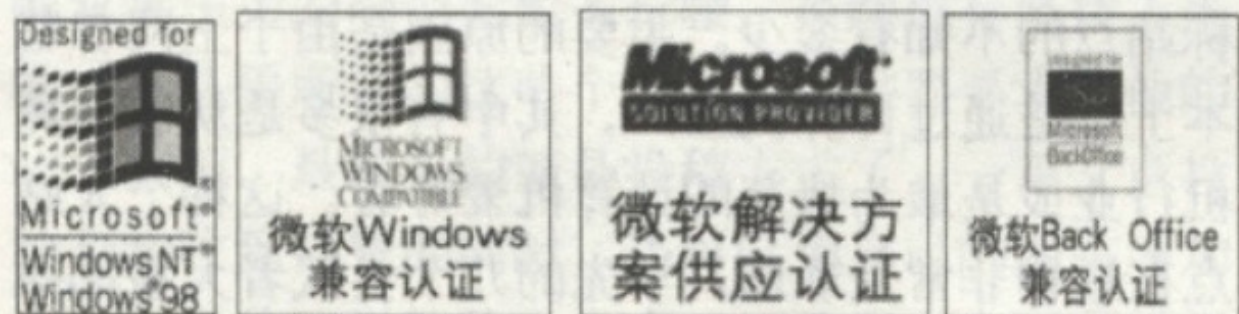 Designed for
Microsoft®
Windows NT®
Windows®98
MICROSOFT
WINDOWS
COMPATIBLE
微软Windows
兼容认证
Microsoft
SOLUTION PROVIDER
微软解决方
案供应认证
Designed for
Microsoft
BackOffice
微软Back Office
兼容认证